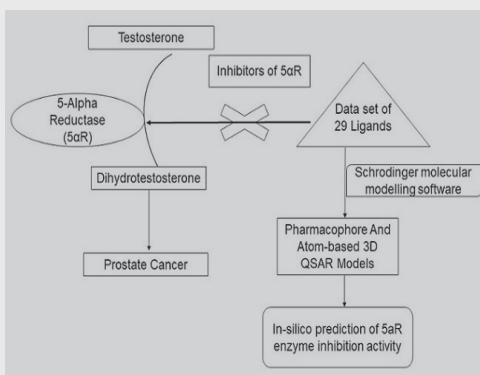 Testosterone
Inhibitors of 5αR
5-Alpha
Reductase
(5αR)
Data set of
29 Ligands
Dihydrotestosterone
Schrodinger molecular
modelling software
Pharmacophore And
Atom-based 3D
QSAR Models
Prostate Cancer
In-silico prediction of 5aR
enzyme inhibition activity